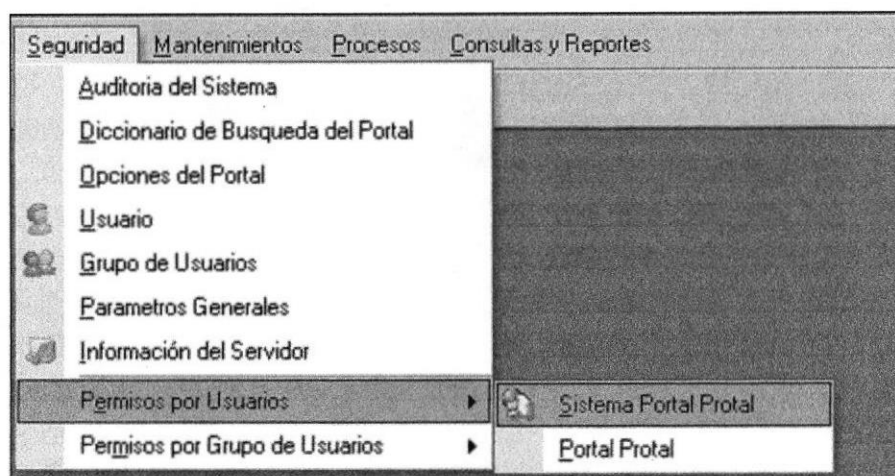 Seguridad Mantenimientos Procesos Consultas y Reportes
Auditoria del Sistema
Diccionario de Busqueda del Portal
Opciones del Portal
Usuario
Grupo de Usuarios
Parametros Generales
Información del Servidor
Permisos por Usuarios
Sistema Portal Protal
Permisos por Grupo de Usuarios
Portal Protal